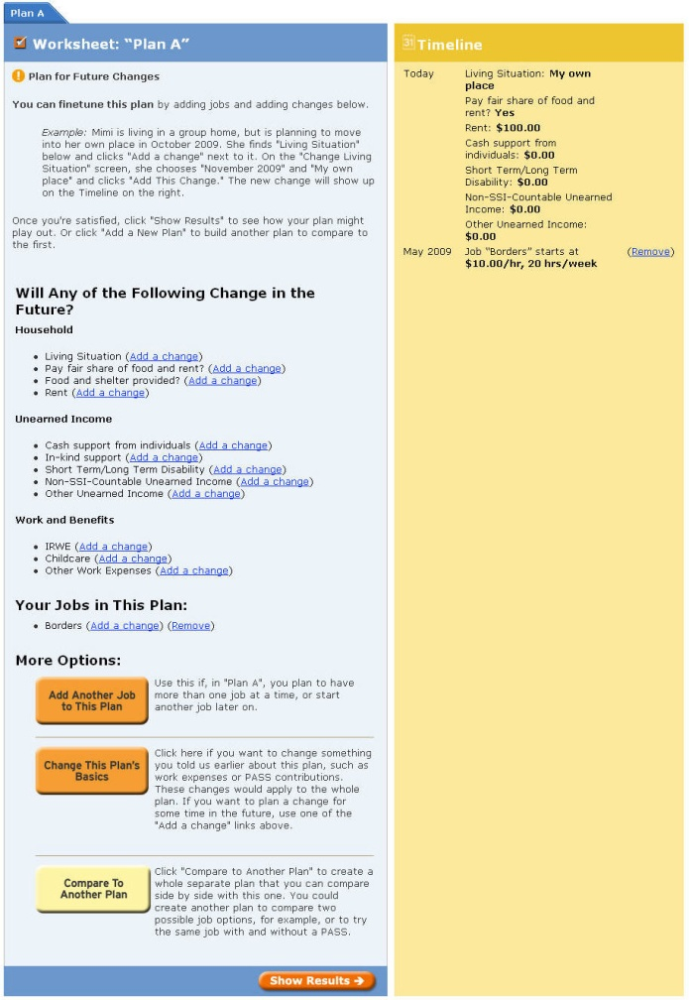 Plan A
Worksheet: “Plan A”
Plan for Future Changes
You can finetune this plan by adding jobs and adding changes below.
Example: Mimi is living in a group home, but is planning to move
into her own place in October 2009. She finds "Living Situation"
below and clicks "Add a change" next to it. On the "Change Living
Situation" screen, she chooses "November 2009" and "My own
place" and clicks "Add This Change." The new change will show up
on the Timeline on the right.
Once you're satisfied, click "Show Results" to see how your plan might
play out. Or click "Add a New Plan" to build another plan to compare to
the first.
Will Any of the Following Change in the
Future?
Household
• Living Situation (Add a change)
• Pay fair share of food and rent? (Add a change)
• Food and shelter provided? (Add a change)
• Rent (Add a change)
Unearned Income
• Cash support from individuals (Add a change)
• In-kind support (Add a change)
• Short Term/Long Term Disability (Add a change)
• Non-SSI-Countable Unearned Income (Add a change)
• Other Unearned Income (Add a change)
Work and Benefits
• IRWE (Add a change)
• Childcare (Add a change)
• Other Work Expenses (Add a change)
Your Jobs in This Plan:
• Borders (Add a change) (Remove)
More Options:
Add Another Job
to This Plan
Use this if, in "Plan A", you plan to have
more than one job at a time, or start
another job later on.
Change This Plan's
Basics
Click here if you want to change something
you told us earlier about this plan, such as
work expenses or PASS contributions.
These changes would apply to the whole
plan. If you want to plan a change for
some time in the future, use one of the
"Add a change" links above.
Compare To
Another Plan
Click "Compare to Another Plan" to create a
whole separate plan that you can compare
side by side with this one. You could
create another plan to compare two
possible job options, for example, or to try
the same job with and without a PASS.
Show Results
31 Timeline
Today Living Situation: My own
place
Pay fair share of food and
rent? Yes
Rent: $100.00
Cash support from
individuals: $0.00
Short Term/Long Term
Disability: $0.00
Non-SSI-Countable Unearned
Income: $0.00
Other Unearned Income:
$0.00
May 2009 Job “Borders” starts at (Remove)
$10.00/hr, 20 hrs/week